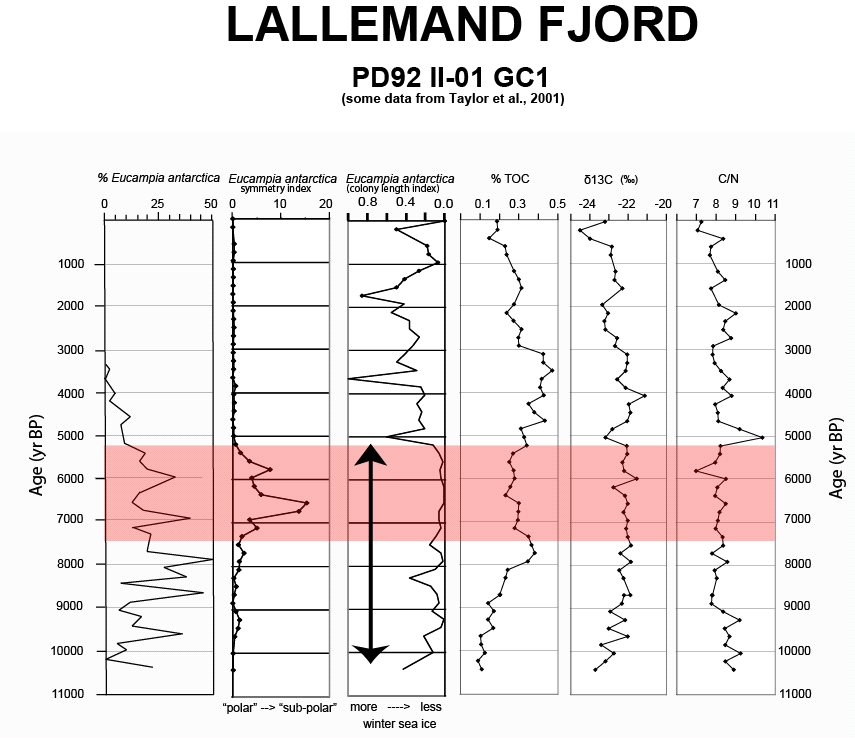 LALLEMAND FJORD
PD92 II-01 GC1
(some data from Taylor et al., 2001)
% Eucampia antarctica
Eucampia antarctica
symmetry index
Eucampia antarctica
(colony length index)
% TOC
δ13C (‰)
C/N
0 25 50
0 10 20
0.8 0.4 0.0
0.1 0.3 0.5
-24 -22 -20
7 8 9 10 11
Age (yr BP)
1000
2000
3000
4000
5000
6000
7000
8000
9000
10000
11000
1000
2000
3000
4000
5000
6000
7000
8000
9000
10000
11000
Age (yr BP)
“polar” --> “sub-polar”
more ----> less
winter sea ice